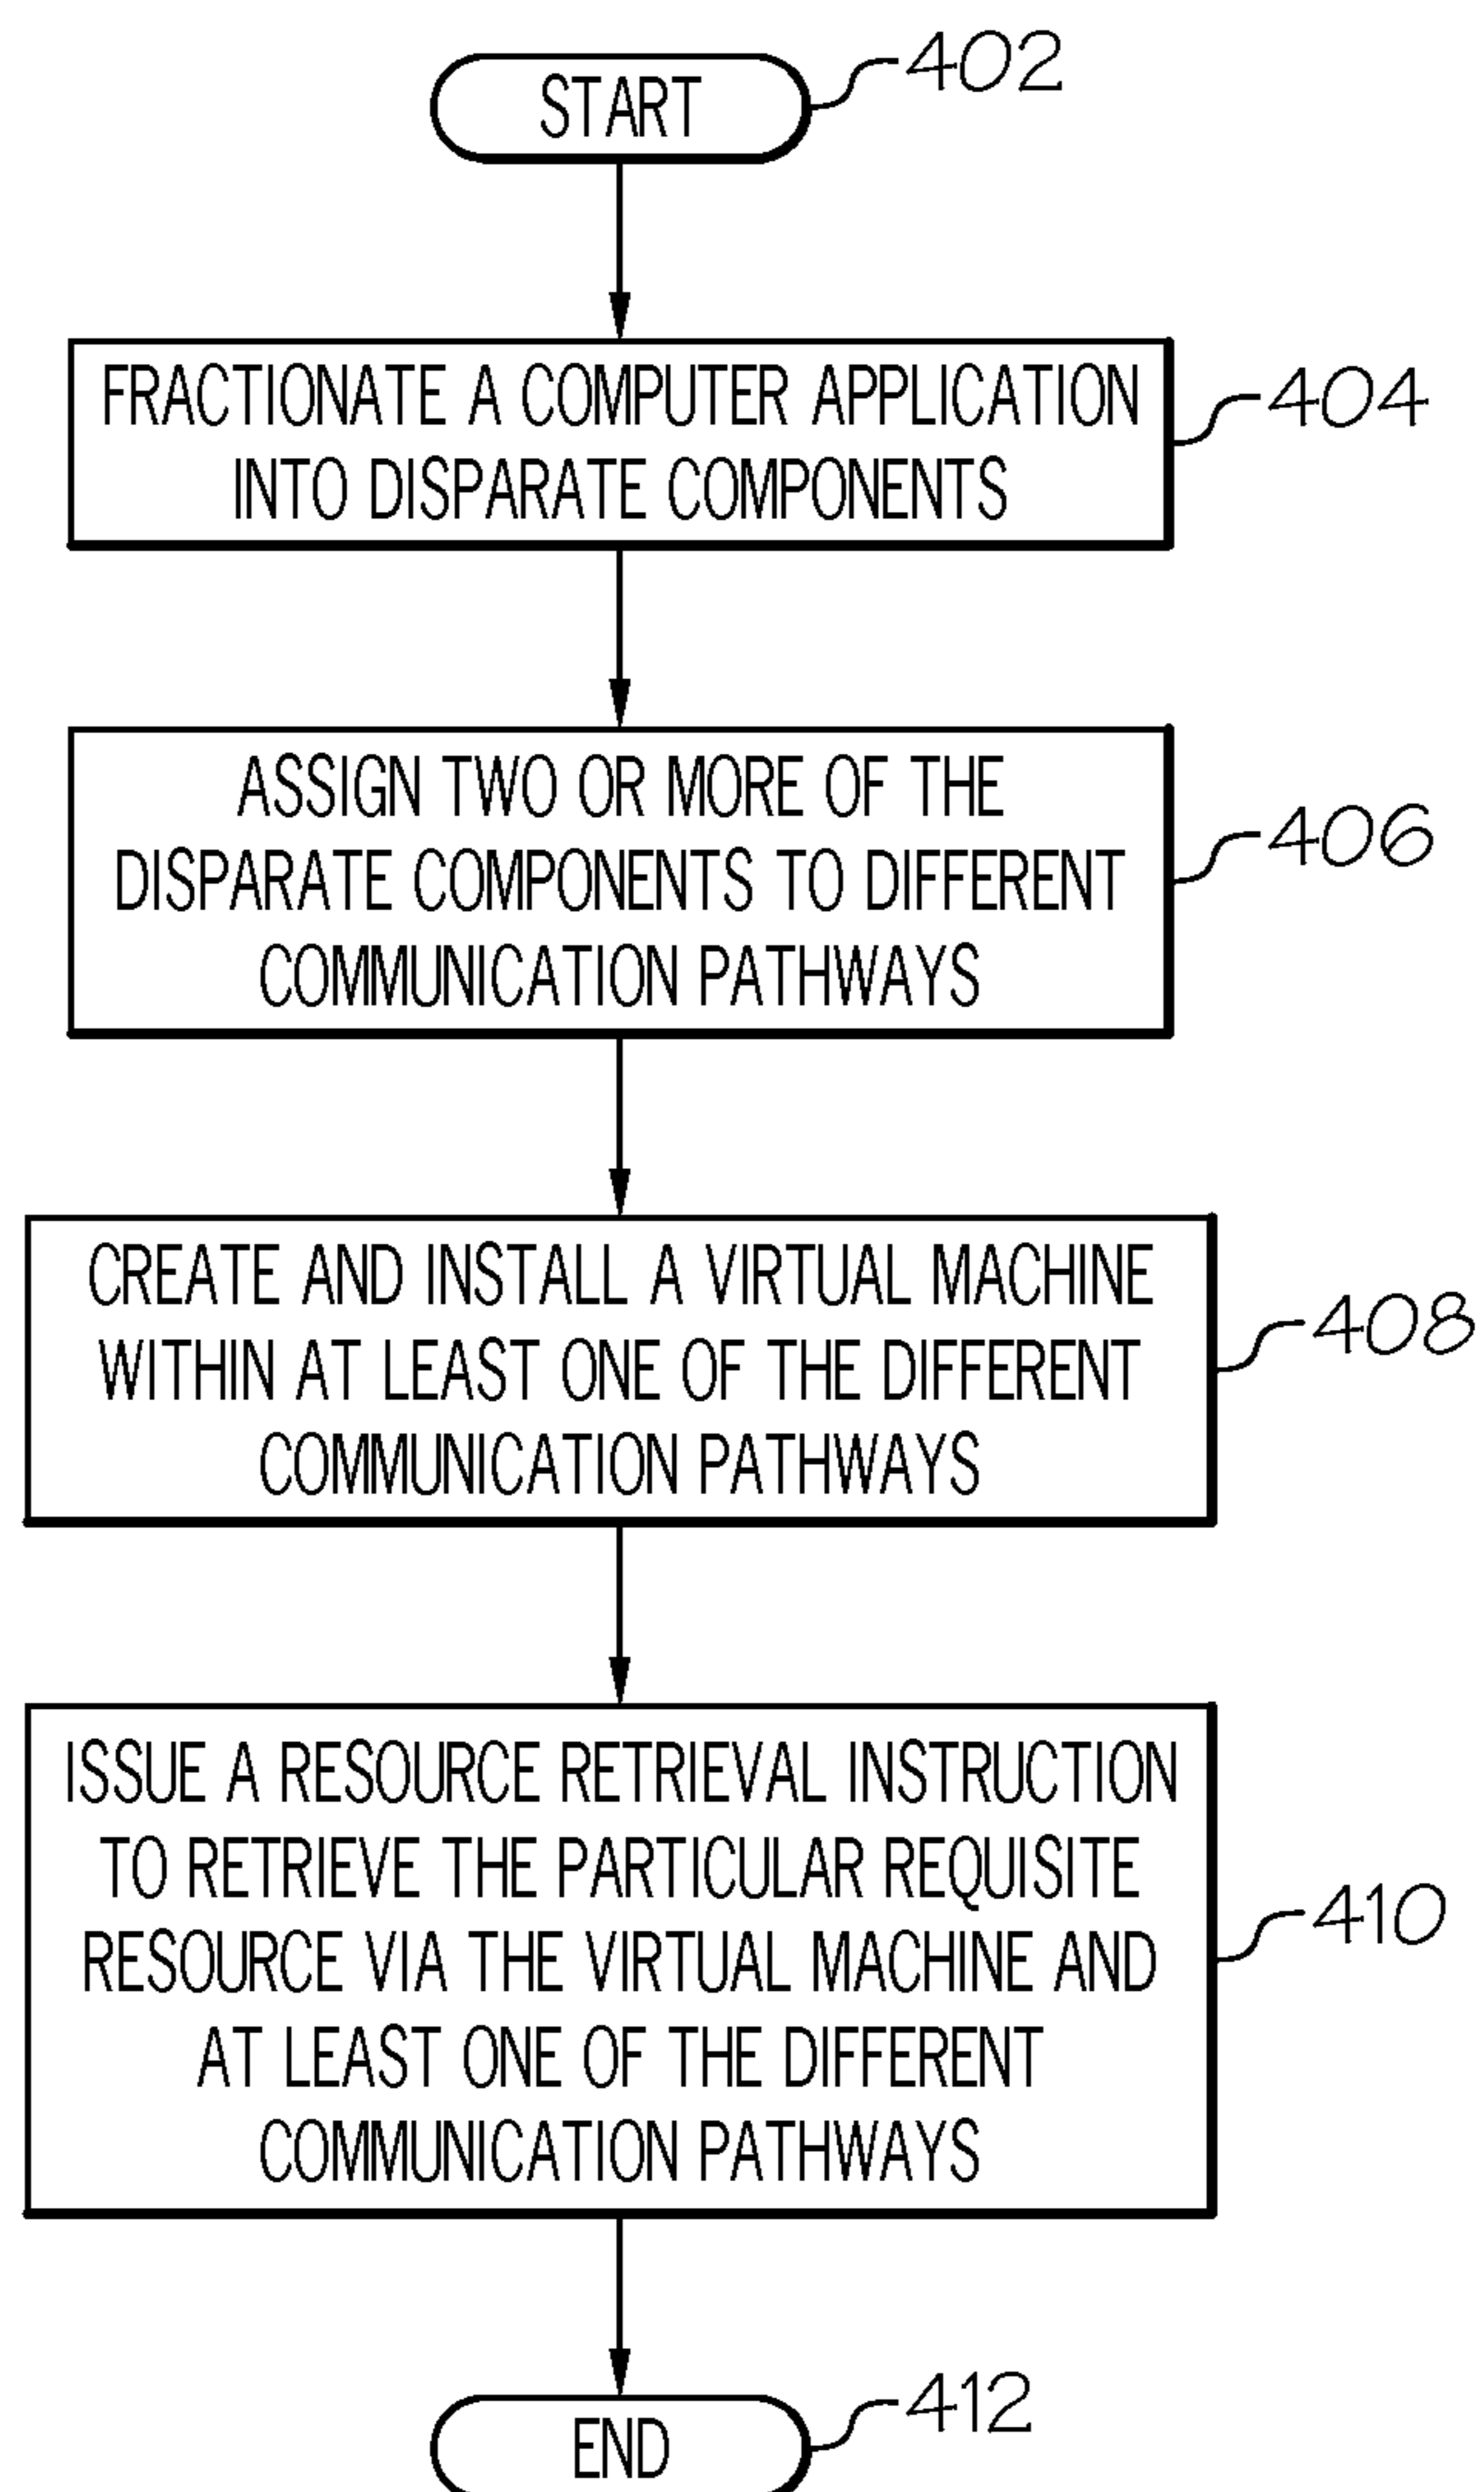 START
402
FRACTIONATE A COMPUTER APPLICATION
INTO DISPARATE COMPONENTS
404
ASSIGN TWO OR MORE OF THE
DISPARATE COMPONENTS TO DIFFERENT
COMMUNICATION PATHWAYS
406
CREATE AND INSTALL A VIRTUAL MACHINE
WITHIN AT LEAST ONE OF THE DIFFERENT
COMMUNICATION PATHWAYS
408
ISSUE A RESOURCE RETRIEVAL INSTRUCTION
TO RETRIEVE THE PARTICULAR REQUISITE
RESOURCE VIA THE VIRTUAL MACHINE AND
AT LEAST ONE OF THE DIFFERENT
COMMUNICATION PATHWAYS
410
END
412